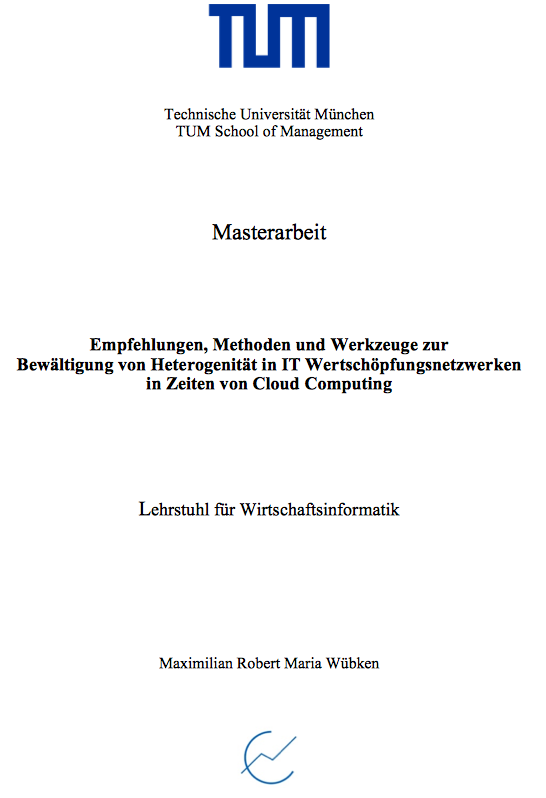 TUM
Technische Universität München
TUM School of Management
Masterarbeit
Empfehlungen, Methoden und Werkzeuge zur
Bewältigung von Heterogenität in IT Wertschöpfungsnetzwerken
in Zeiten von Cloud Computing
Lehrstuhl für Wirtschaftsinformatik
Maximilian Robert Maria Wübken